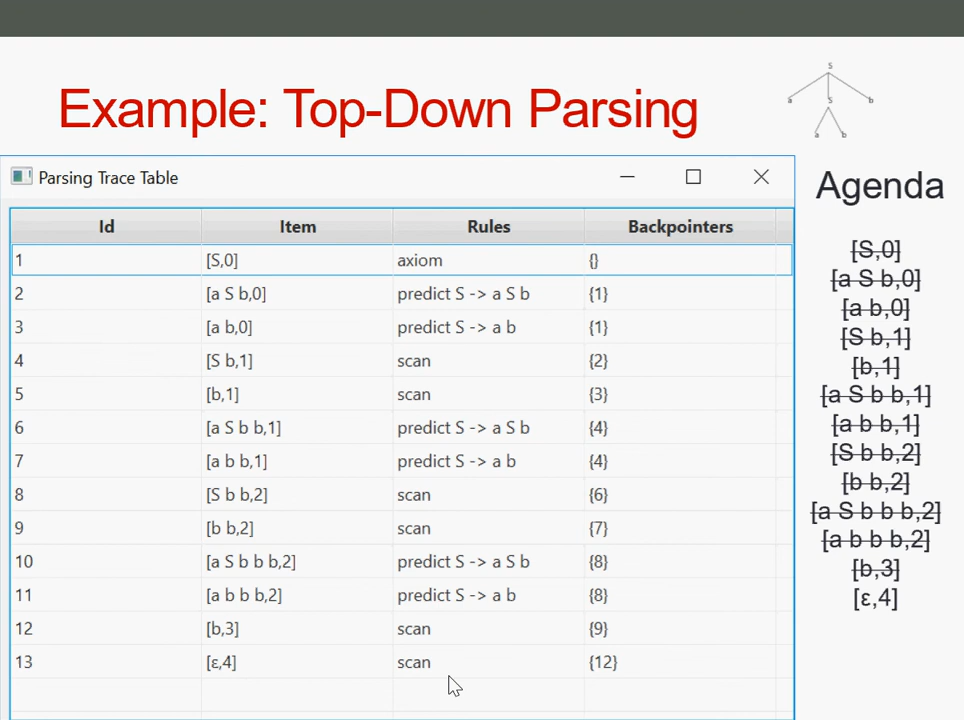 S
a S b
a b
Example: Top-Down Parsing
Parsing Trace Table
Agenda
Id Item Rules Backpointers
1 [S,0] axiom {}
2 [a S b,0] predict S -> a S b {1}
3 [a b,0] predict S -> a b {1}
4 [S b,1] scan {2}
5 [b,1] scan {3}
6 [a S b b,1] predict S -> a S b {4}
7 [a b b,1] predict S -> a b {4}
8 [S b b,2] scan {6}
9 [b b,2] scan {7}
10 [a S b b b,2] predict S -> a S b {8}
11 [a b b b,2] predict S -> a b {8}
12 [b,3] scan {9}
13 [ε,4] scan {12}
[S,0]
[a S b,0]
[a b,0]
[S b,1]
[b,1]
[a S b b,1]
[a b b,1]
[S b b,2]
[b b,2]
[a S b b b,2]
[a b b b,2]
[b,3]
[ε,4]